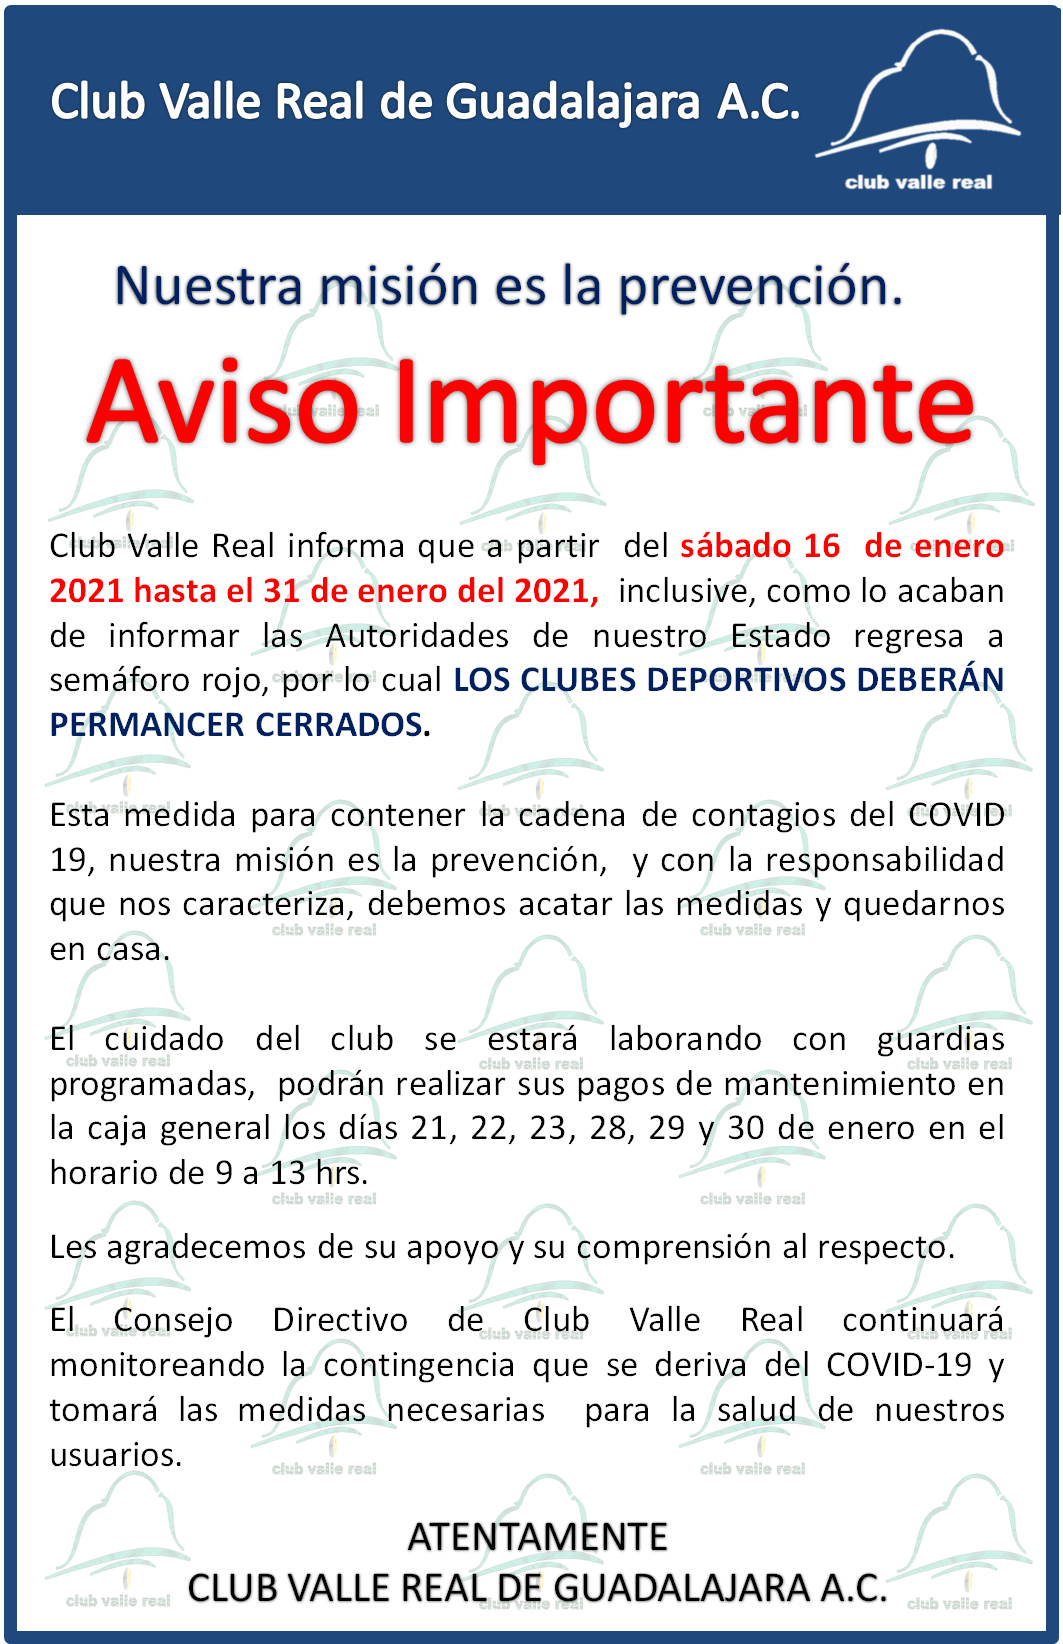 Club Valle Real de Guadalajara A.C.
club valle real
Nuestra misión es la prevención.
Aviso Importante
Club Valle Real informa que a partir del sábado 16 de enero
2021 hasta el 31 de enero del 2021, inclusive, como lo acaban
de informar las Autoridades de nuestro Estado regresa a
semáforo rojo, por lo cual LOS CLUBES DEPORTIVOS DEBERÁN
PERMANCER CERRADOS.
Esta medida para contener la cadena de contagios del COVID
19, nuestra misión es la prevención, y con la responsabilidad
que nos caracteriza, debemos acatar las medidas y quedarnos
en casa.
El cuidado del club se estará laborando con guardias
programadas, podrán realizar sus pagos de mantenimiento en
la caja general los días 21, 22, 23, 28, 29 y 30 de enero en el
horario de 9 a 13 hrs.
Les agradecemos de su apoyo y su comprensión al respecto.
El Consejo Directivo de Club Valle Real continuará
monitoreando la contingencia que se deriva del COVID-19 y
tomará las medidas necesarias para la salud de nuestros
usuarios.
ATENTAMENTE
CLUB VALLE REAL DE GUADALAJARA A.C.